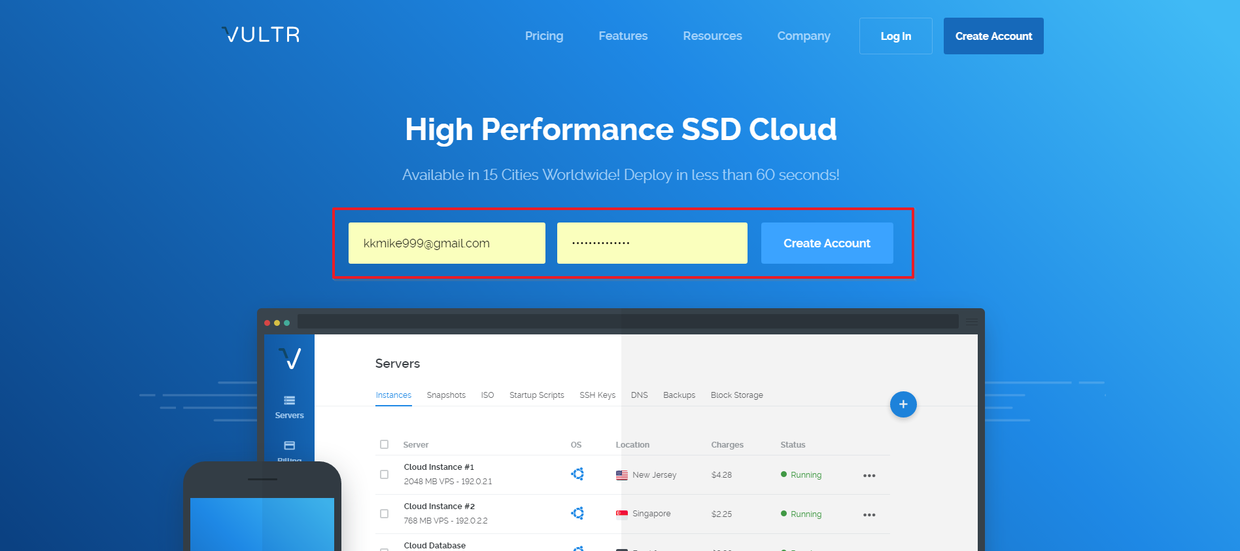 VULTR
Pricing Features Resources Company Log In Create Account
High Performance SSD Cloud
Available in 15 Cities Worldwide! Deploy in less than 60 seconds!
kkmike999@gmail.com •••••••••••••• Create Account
Servers
Instances Snapshots ISO Startup Scripts SSH Keys DNS Backups Block Storage
+
Servers
Server OS Location Charges Status
Billing
Cloud Instance #1
2048 MB VPS - 192.0.2.1
New Jersey $4.28 Running •••
Cloud Instance #2
768 MB VPS - 192.0.2.2
Singapore $2.25 Running •••
Cloud Database